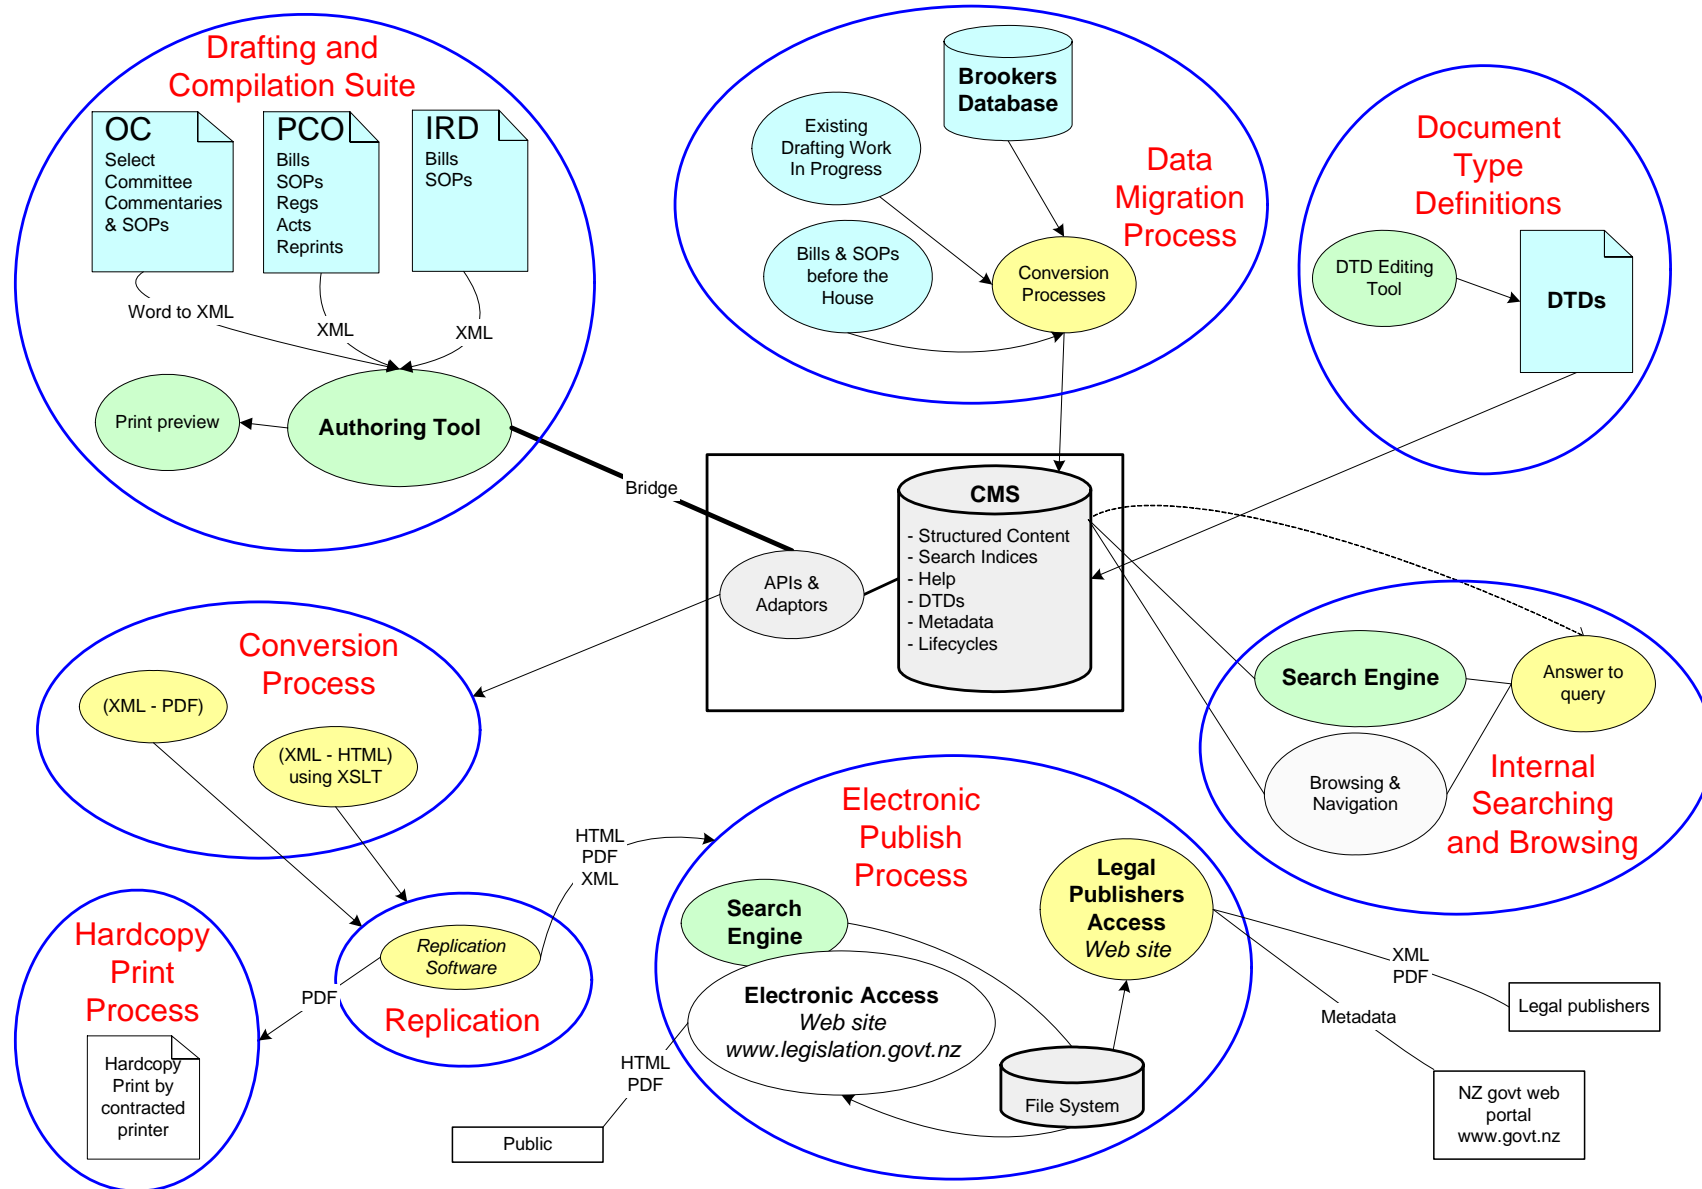 Drafting and
Compilation Suite
OC
Select
Committee
Commentaries
& SOPs
PCO
Bills
SOPs
Regs
Acts
Reprints
IRD
Bills
SOPs
Word to XML
XML
XML
Print preview
Authoring Tool
Bridge
Brookers
Database
Existing
Drafting Work
In Progress
Data
Migration
Process
Bills & SOPs
before the
House
Conversion
Processes
Document
Type
Definitions
DTD Editing
Tool
DTDs
CMS
- Structured Content
- Search Indices
- Help
- DTDs
- Metadata
- Lifecycles
APIs &
Adaptors
Conversion
Process
(XML - PDF)
(XML - HTML)
using XSLT
Search Engine
Answer to
query
Browsing &
Navigation
Internal
Searching
and Browsing
Hardcopy
Print
Process
Hardcopy
Print by
contracted
printer
PDF
Replication
Software
Replication
HTML
PDF
XML
Electronic
Publish
Process
Search
Engine
Electronic Access
Web site
www.legislation.govt.nz
Legal
Publishers
Access
Web site
File System
HTML
PDF
Public
XML
PDF
Legal publishers
Metadata
NZ govt web
portal
www.govt.nz